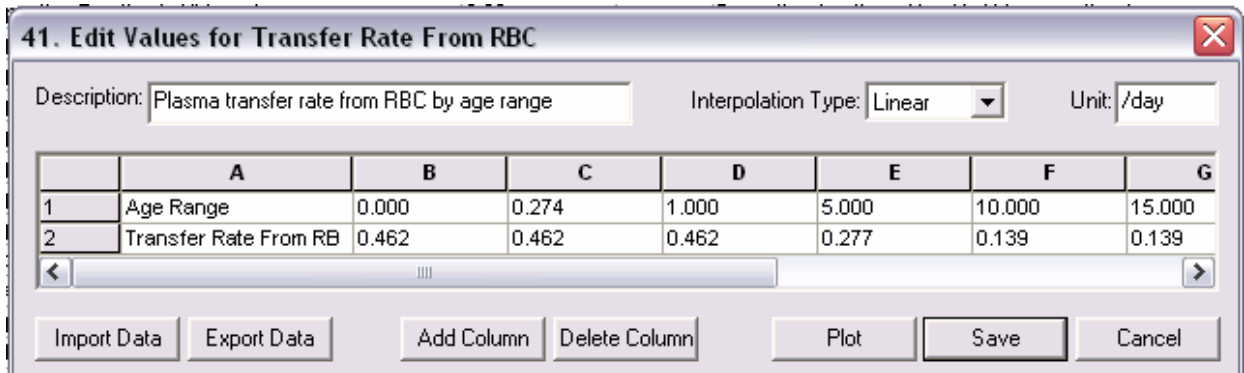 41. Edit Values for Transfer Rate From RBC
Description: Plasma transfer rate from RBC by age range Interpolation Type: Linear Unit: /day
A B C D E F G
1 Age Range 0.000 0.274 1.000 5.000 10.000 15.000
2 Transfer Rate From RB 0.462 0.462 0.462 0.277 0.139 0.139
Import Data Export Data Add Column Delete Column Plot Save Cancel